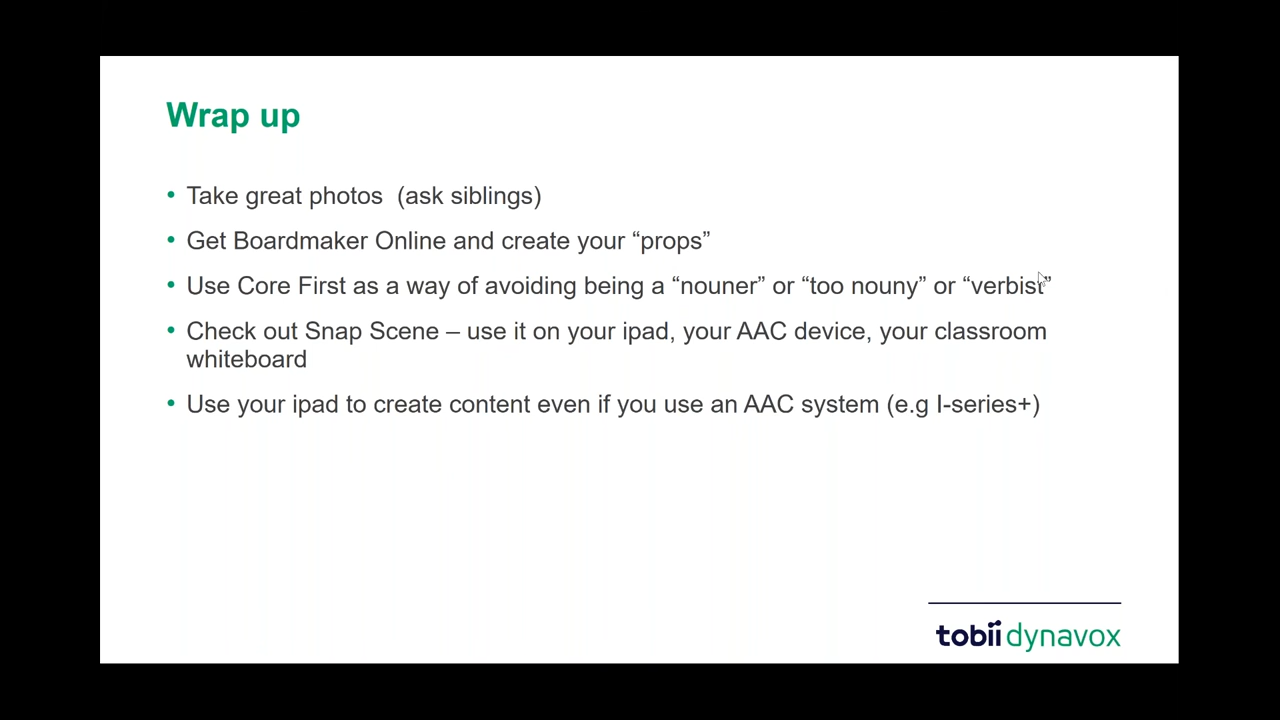 Wrap up
• Take great photos  (ask siblings)
• Get Boardmaker Online and create your “props”
• Use Core First as a way of avoiding being a “nouner” or “too nouny” or “verbist”
• Check out Snap Scene – use it on your ipad, your AAC device, your classroom
whiteboard
• Use your ipad to create content even if you use an AAC system (e.g I-series+)
tobii dynavox